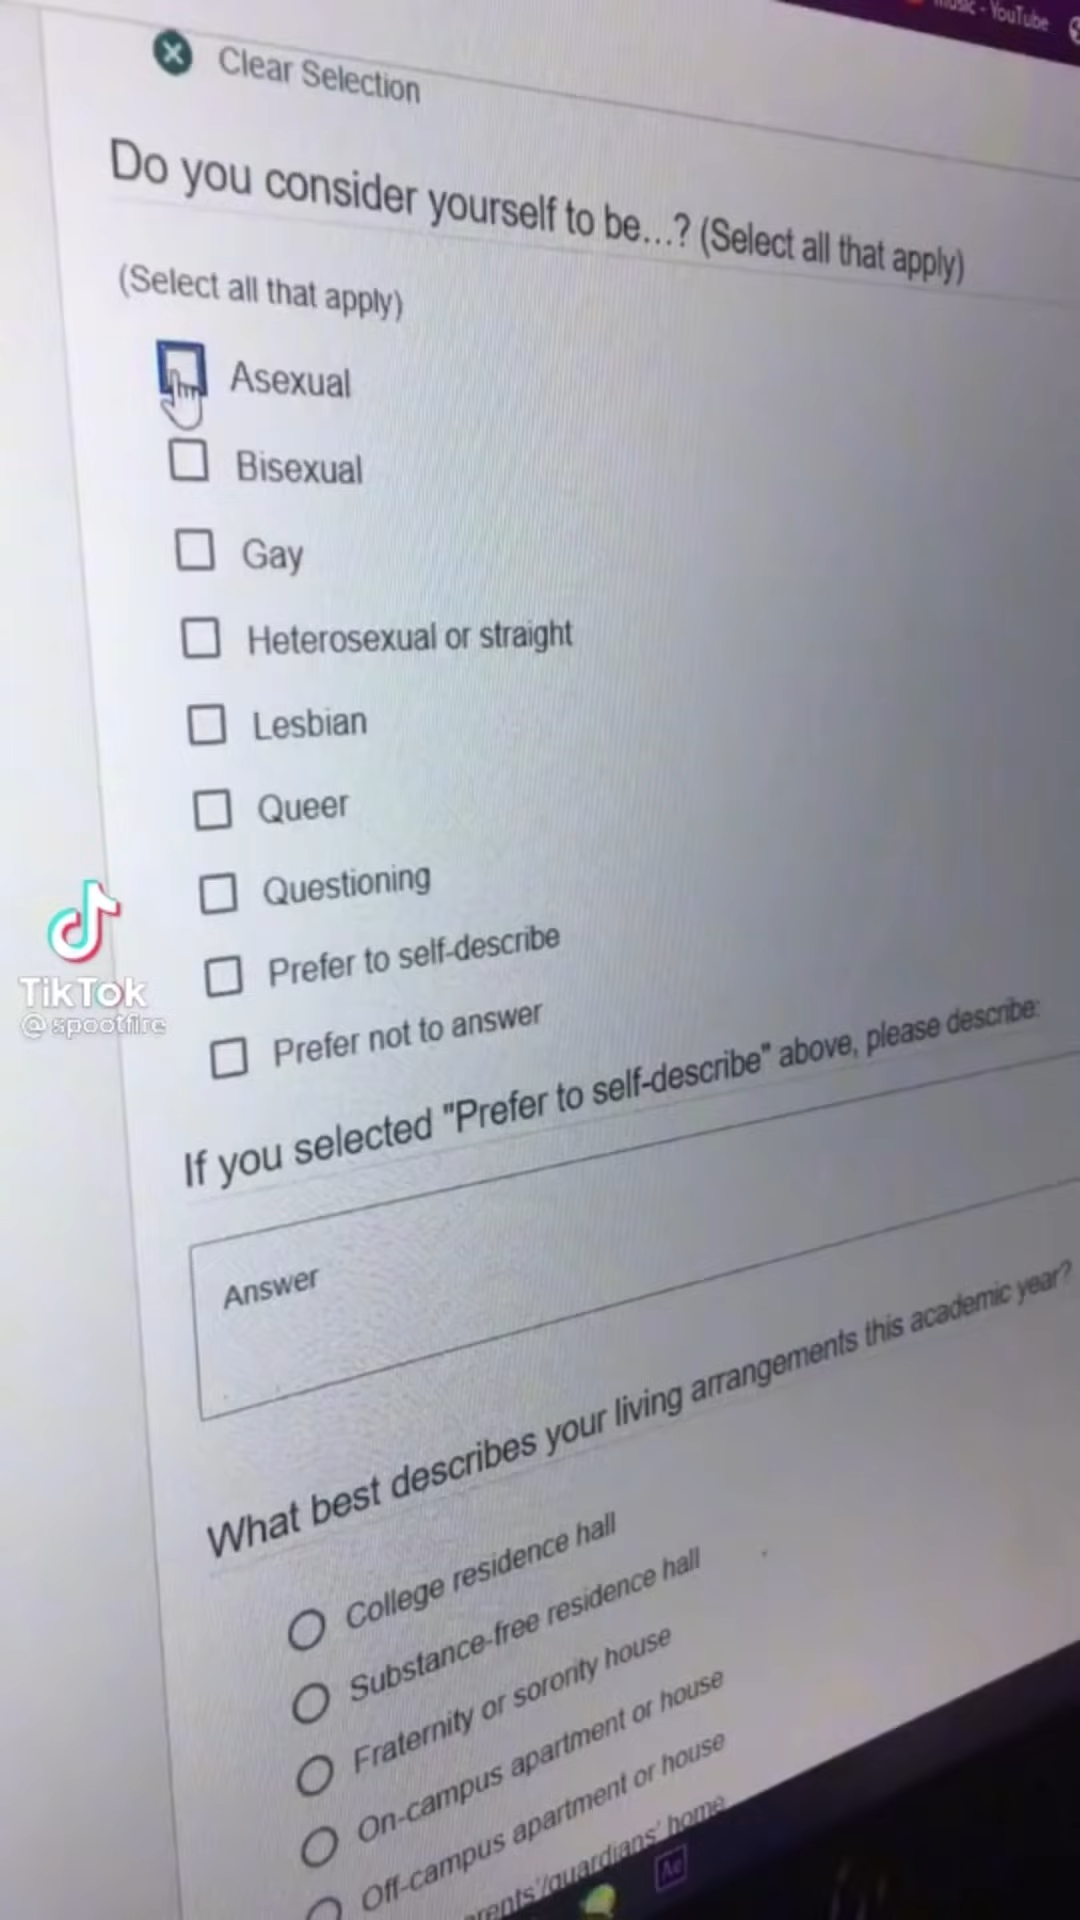 music - YouTube
Clear Selection
Do you consider yourself to be...? (Select all that apply)
(Select all that apply)
Asexual
Bisexual
Gay
Heterosexual or straight
Lesbian
Queer
Questioning
Prefer to self-describe
Prefer not to answer
If you selected "Prefer to self-describe" above, please describe:
Answer
What best describes your living arrangements this academic year?
College residence hall
Substance-free residence hall
Fraternity or sorority house
On-campus apartment or house
Off-campus apartment or house
home
Ae
TikTok
@spootfire